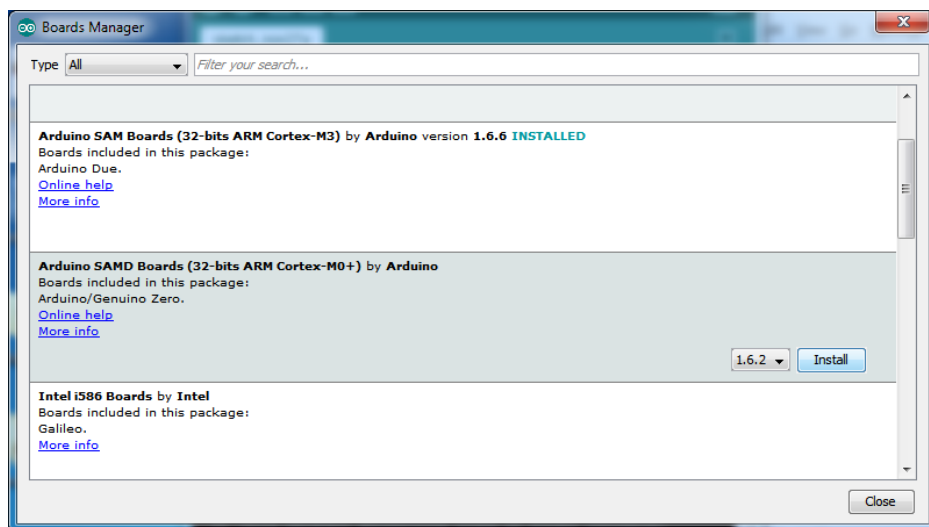 Boards Manager
Type All Filter your search...
Arduino SAM Boards (32-bits ARM Cortex-M3) by Arduino version 1.6.6 INSTALLED
Boards included in this package:
Arduino Due.
Online help
More info
Arduino SAMD Boards (32-bits ARM Cortex-M0+) by Arduino
Boards included in this package:
Arduino/Genuino Zero.
Online help
More info
1.6.2 Install
Intel i586 Boards by Intel
Boards included in this package:
Galileo.
More info
Close